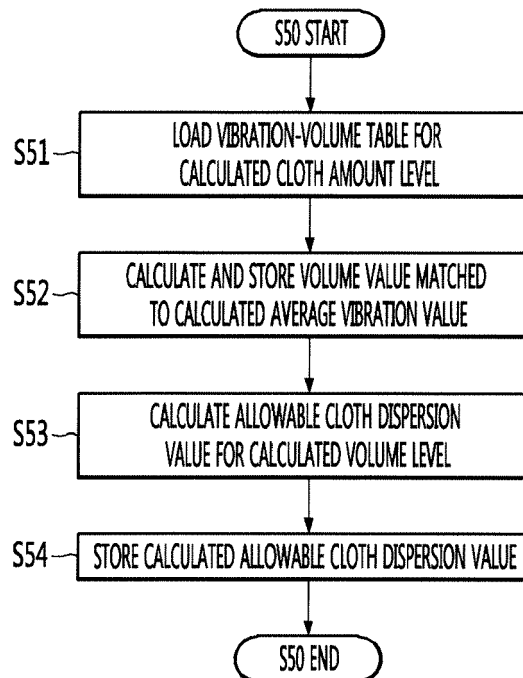 S50 START
S51
LOAD VIBRATION-VOLUME TABLE FOR
CALCULATED CLOTH AMOUNT LEVEL
S52
CALCULATE AND STORE VOLUME VALUE MATCHED
TO CALCULATED AVERAGE VIBRATION VALUE
S53
CALCULATE ALLOWABLE CLOTH DISPERSION
VALUE FOR CALCULATED VOLUME LEVEL
S54
STORE CALCULATED ALLOWABLE CLOTH DISPERSION VALUE
S50 END